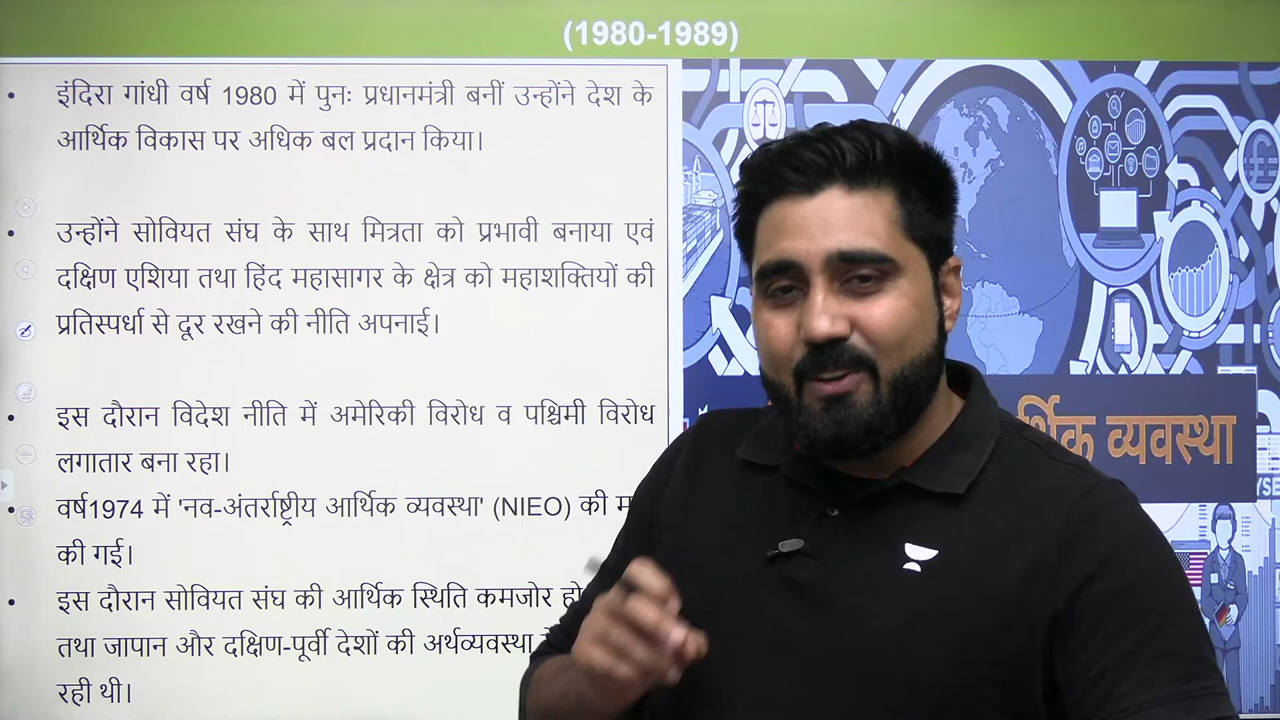 (1980-1989)
• इंदिरा गांधी वर्ष 1980 में पुनः प्रधानमंत्री बनीं उन्होंने देश के
आर्थिक विकास पर अधिक बल प्रदान किया।
• उन्होंने सोवियत संघ के साथ मित्रता को प्रभावी बनाया एवं
दक्षिण एशिया तथा हिंद महासागर के क्षेत्र को महाशक्तियों की
प्रतिस्पर्धा से दूर रखने की नीति अपनाई।
• इस दौरान विदेश नीति में अमेरिकी विरोध व पश्चिमी विरोध
लगातार बना रहा।
• वर्ष1974 में 'नव-अंतर्राष्ट्रीय आर्थिक व्यवस्था' (NIEO) की
की गई।
• इस दौरान सोवियत संघ की आर्थिक स्थिति कमजोर हो
तथा जापान और दक्षिण-पूर्वी देशों की अर्थव्यवस्था
रही थी।
व्यवस्था